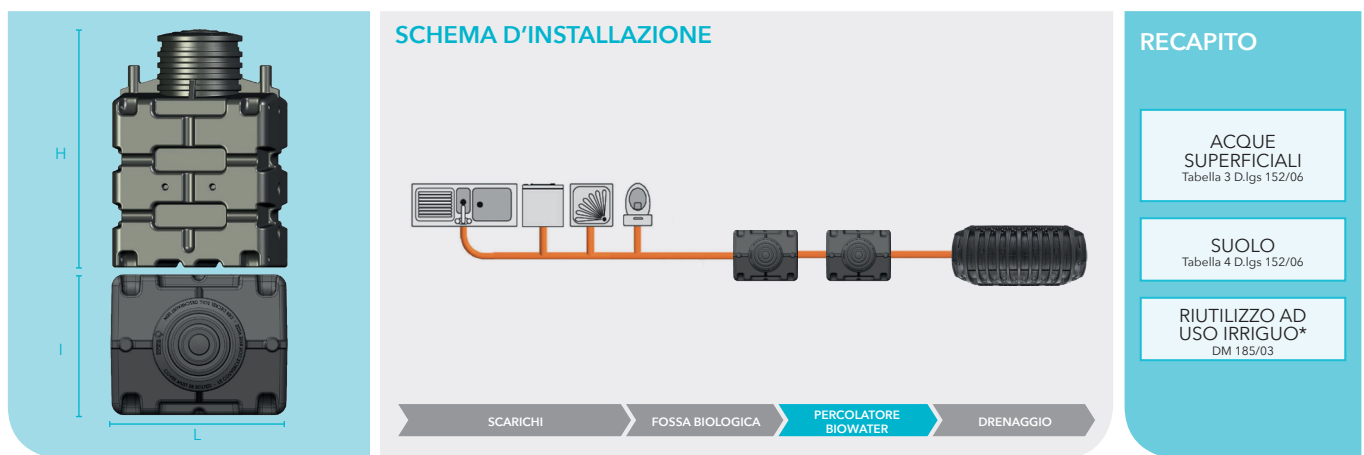 H
I
L
SCHEMA D'INSTALLAZIONE
SCARICHI
FOSSA BIOLOGICA
PERCOLATORE
BIOWATER
DRENAGGIO
RECAPITO
ACQUE
SUPERFICIALI
Tabella 3 D.lgs 152/06
SUOLO
Tabella 4 D.lgs 152/06
RIUTILIZZO AD
USO IRRIGUO*
DM 185/03